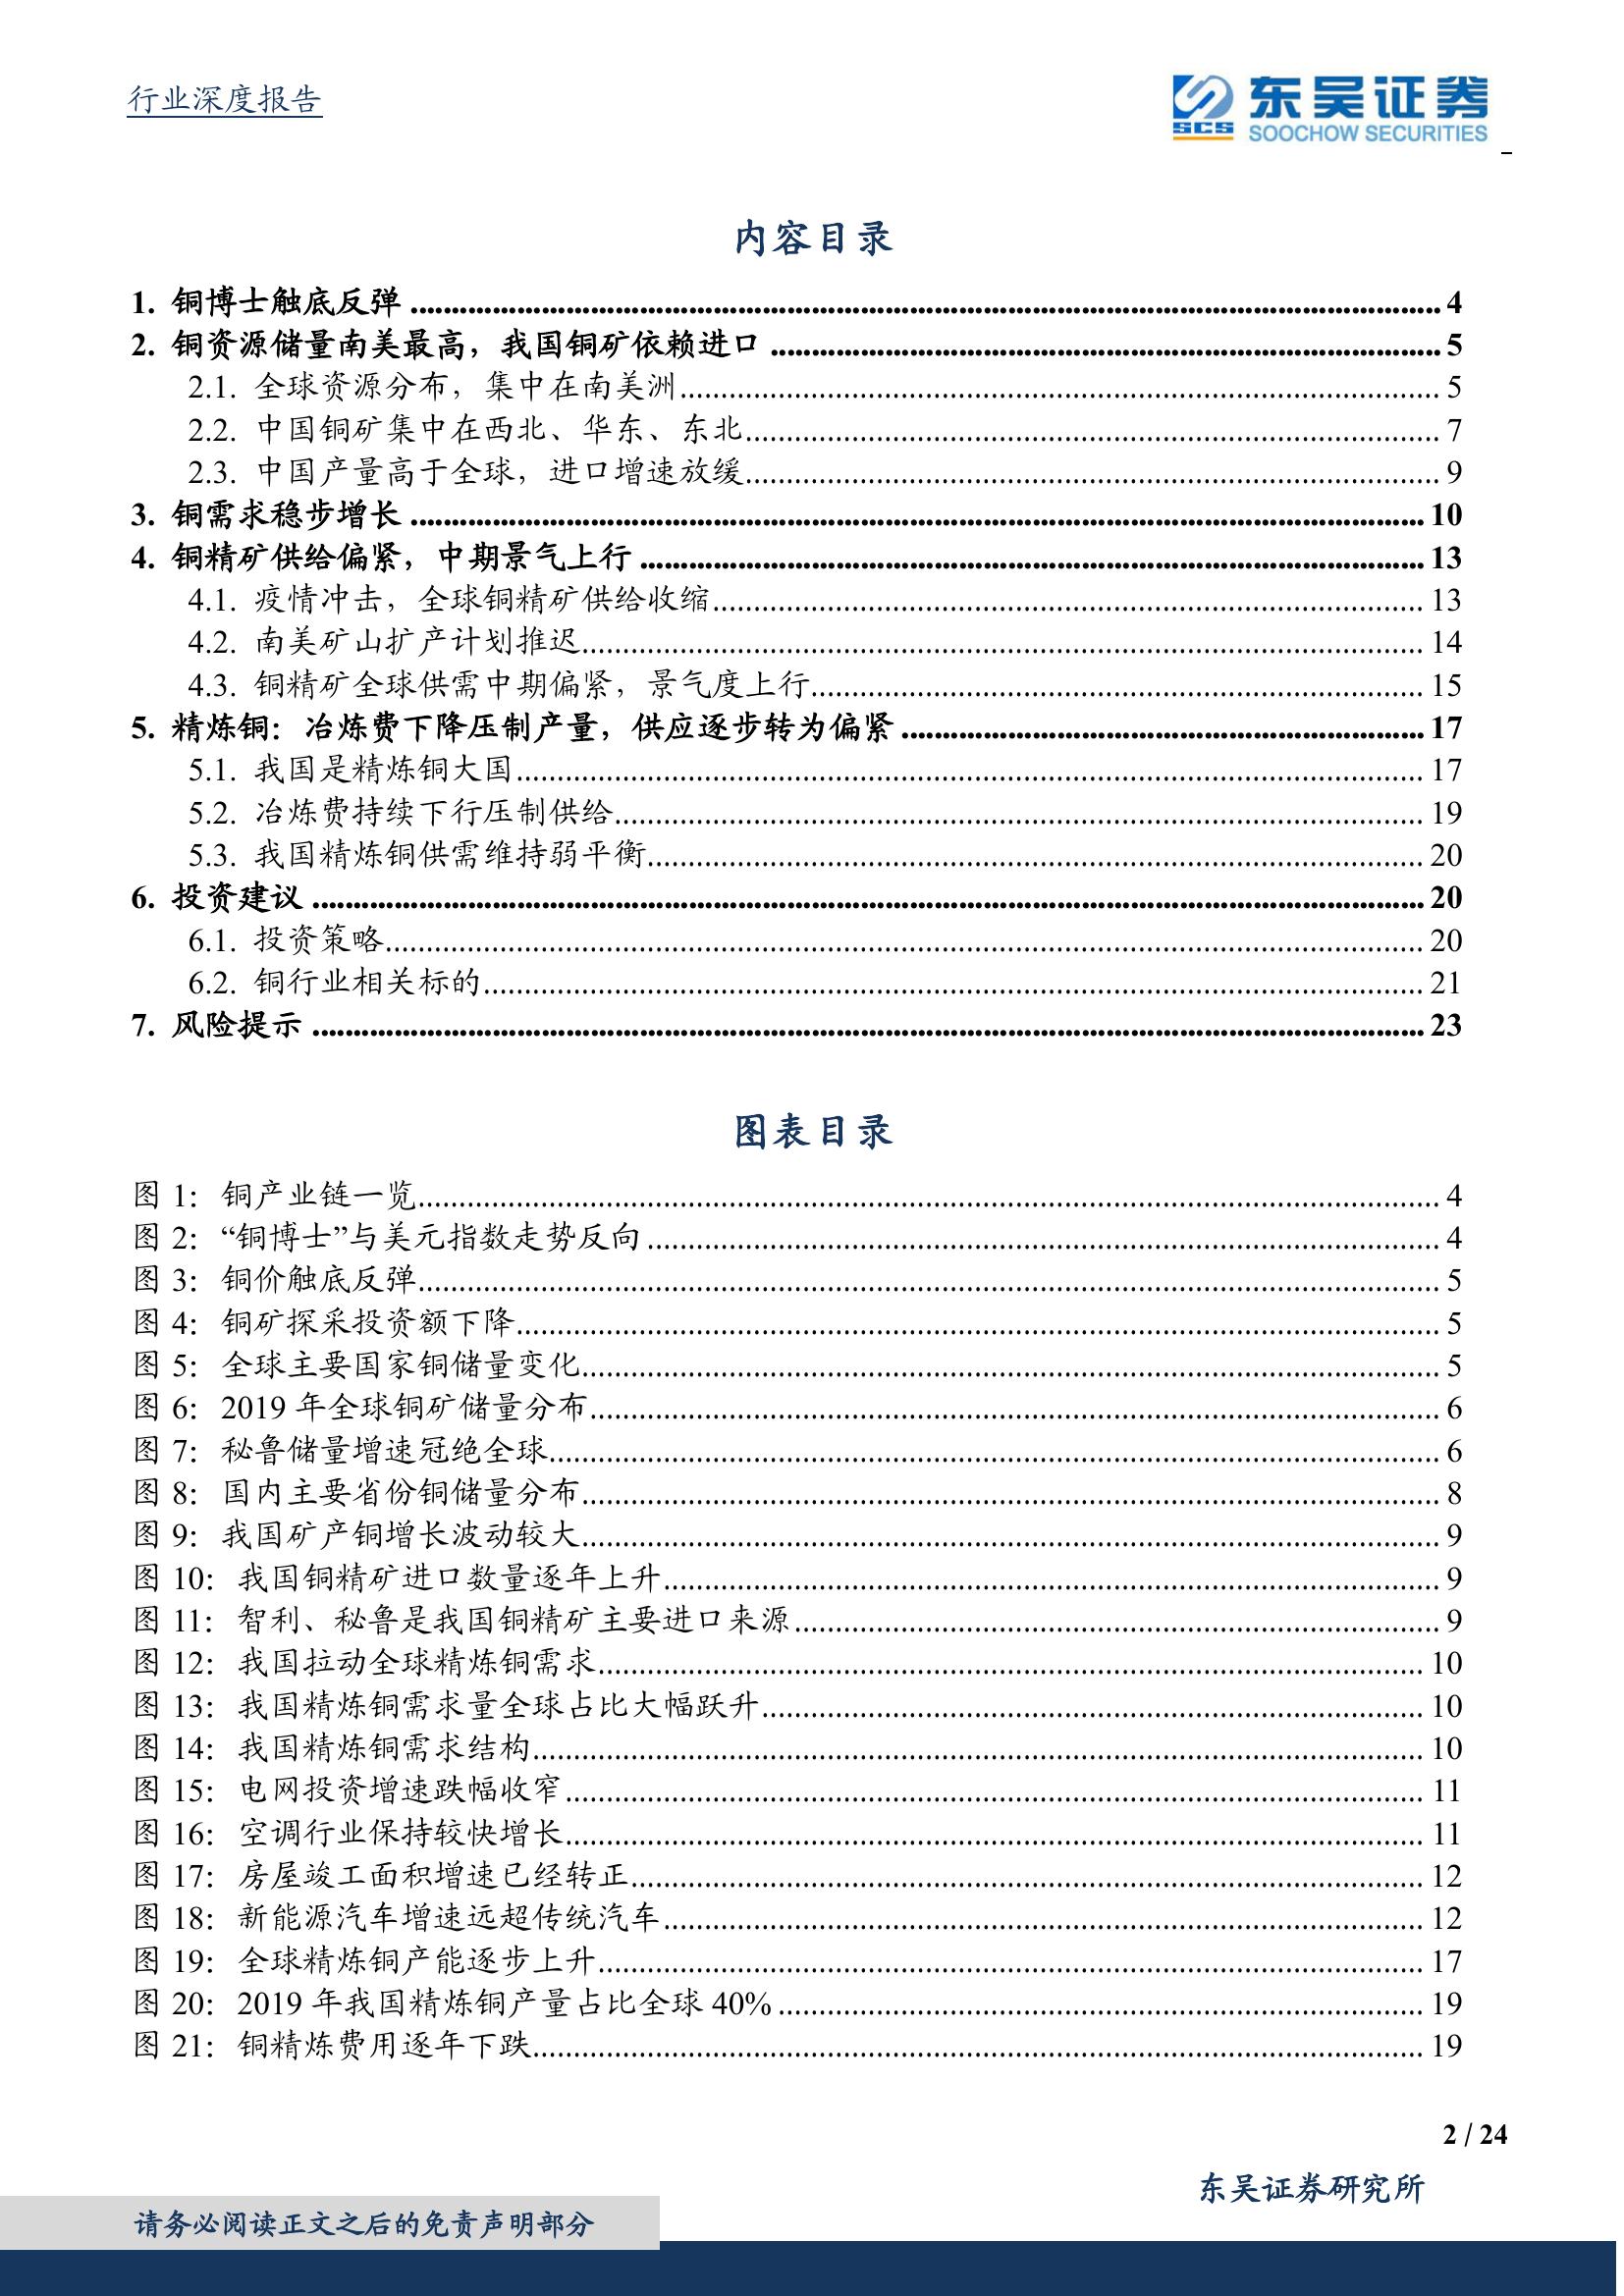 行业深度报告
东吴证券
SCS
SOOCHOW SECURITIES
内容目录
1. 铜博士触底反弹 ........ 4
2. 铜资源储量南美最高，我国铜矿依赖进口 ........ 5
2.1. 全球资源分布，集中在南美洲 ........ 5
2.2. 中国铜矿集中在西北、华东、东北 ........ 7
2.3. 中国产量高于全球，进口增速放缓 ........ 9
3. 铜需求稳步增长 ........ 10
4. 铜精矿供给偏紧，中期景气上行 ........ 13
4.1. 疫情冲击，全球铜精矿供给收缩 ........ 13
4.2. 南美矿山扩产计划推迟 ........ 14
4.3. 铜精矿全球供需中期偏紧，景气度上行 ........ 15
5. 精炼铜：冶炼费下降压制产量，供应逐步转为偏紧 ........ 17
5.1. 我国是精炼铜大国 ........ 17
5.2. 冶炼费持续下行压制供给 ........ 19
5.3. 我国精炼铜供需维持弱平衡 ........ 20
6. 投资建议 ........ 20
6.1. 投资策略 ........ 20
6.2. 铜行业相关标的 ........ 21
7. 风险提示 ........ 23
图表目录
图 1：铜产业链一览 ........ 4
图 2：“铜博士”与美元指数走势反向 ........ 4
图 3：铜价触底反弹 ........ 5
图 4：铜矿探采投资额下降 ........ 5
图 5：全球主要国家铜储量变化 ........ 5
图 6：2019 年全球铜矿储量分布 ........ 6
图 7：秘鲁储量增速冠绝全球 ........ 6
图 8：国内主要省份铜储量分布 ........ 8
图 9：我国矿产铜增长波动较大 ........ 9
图 10：我国铜精矿进口数量逐年上升 ........ 9
图 11：智利、秘鲁是我国铜精矿主要进口来源 ........ 9
图 12：我国拉动全球精炼铜需求 ........ 10
图 13：我国精炼铜需求量全球占比大幅跃升 ........ 10
图 14：我国精炼铜需求结构 ........ 10
图 15：电网投资增速跌幅收窄 ........ 11
图 16：空调行业保持较快增长 ........ 11
图 17：房屋竣工面积增速已经转正 ........ 12
图 18：新能源汽车增速远超传统汽车 ........ 12
图 19：全球精炼铜产能逐步上升 ........ 17
图 20：2019 年我国精炼铜产量占比全球 40% ........ 19
图 21：铜精炼费用逐年下跌 ........ 19
2 / 24
东吴证券研究所
请务必阅读正文之后的免责声明部分